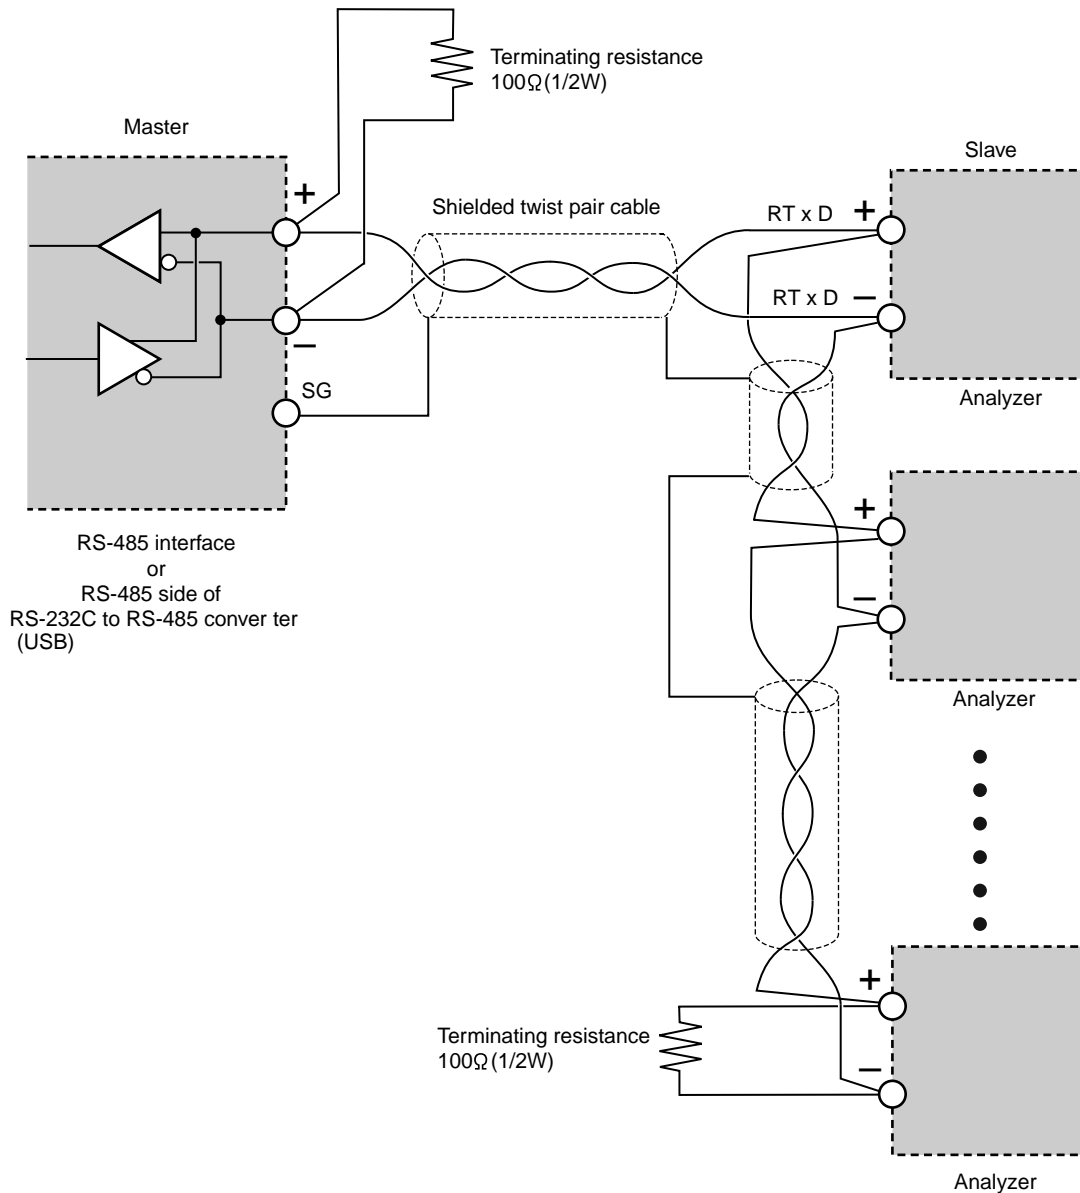 Terminating resistance
100Ω(1/2W)
Master
Slave
+
Shielded twist pair cable
RT x D
+
RT x D
−
−
SG
Analyzer
+
RS-485 interface
or
RS-485 side of
RS-232C to RS-485 conver ter
(USB)
−
Analyzer
+
Terminating resistance
100Ω(1/2W)
−
Analyzer